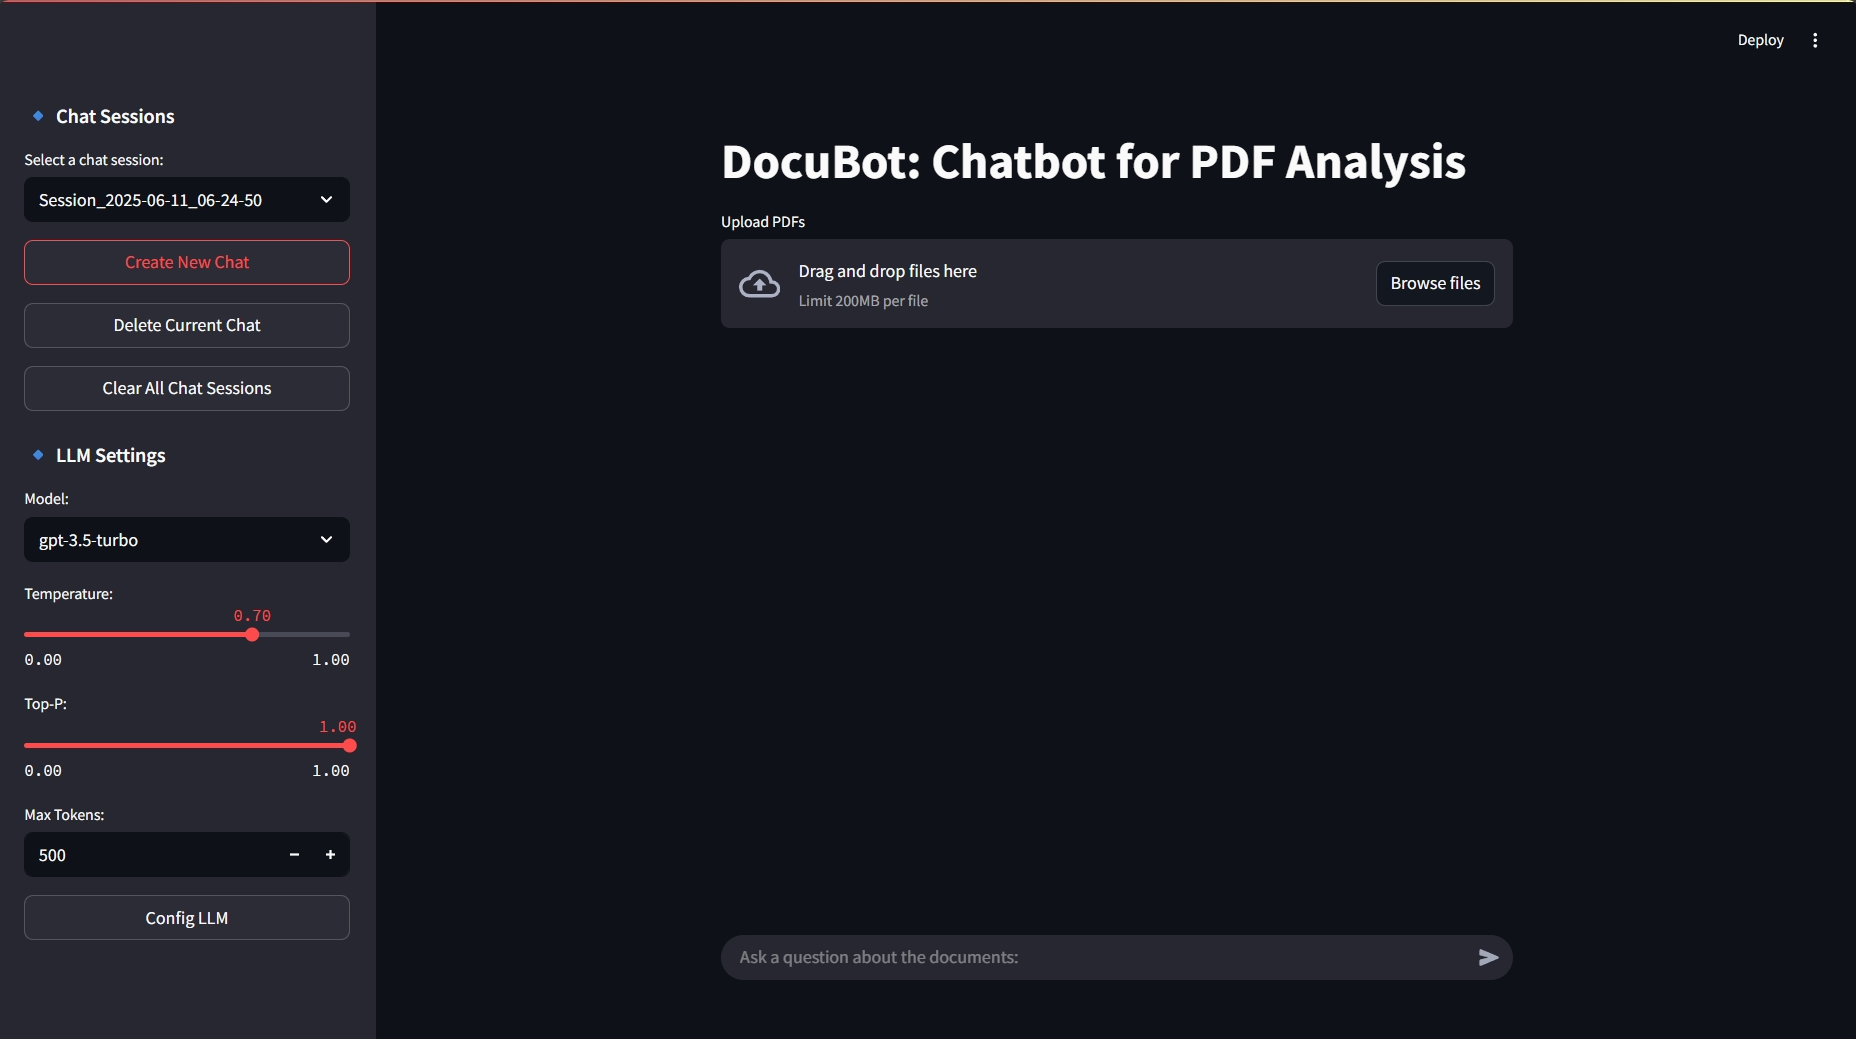 Deploy
Chat Sessions
Select a chat session:
Session_2025-06-11_06-24-50
Create New Chat
Delete Current Chat
Clear All Chat Sessions
LLM Settings
Model:
gpt-3.5-turbo
Temperature:
0.70
0.00 1.00
Top-P:
1.00
0.00 1.00
Max Tokens:
500
Config LLM
DocuBot: Chatbot for PDF Analysis
Upload PDFs
Drag and drop files here
Limit 200MB per file
Browse files
Ask a question about the documents: